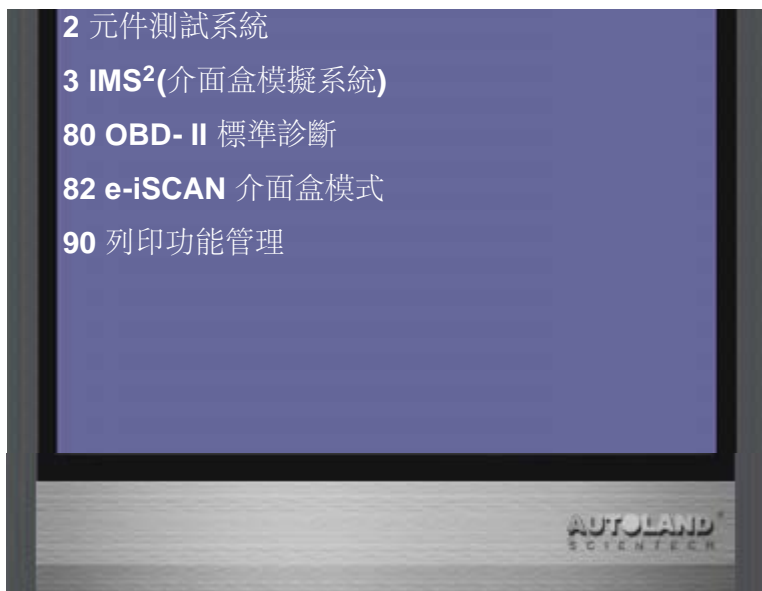 2 元件測試系統
3 IMS²(介面盒模擬系統)
80 OBD- II 標準診斷
82 e-iSCAN 介面盒模式
90 列印功能管理
AUTOLAND
SCIENTECH